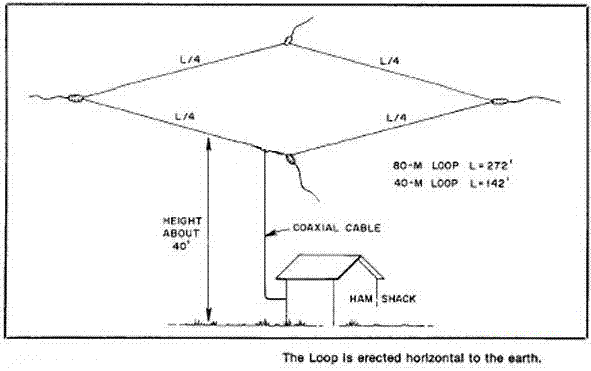 L/4
L/4
L/4
L/4
80-M LOOP L=272'
40-M LOOP L=142'
HEIGHT
ABOUT
40'
COAXIAL CABLE
HAM SHACK
The Loop is erected horizontal to the earth.